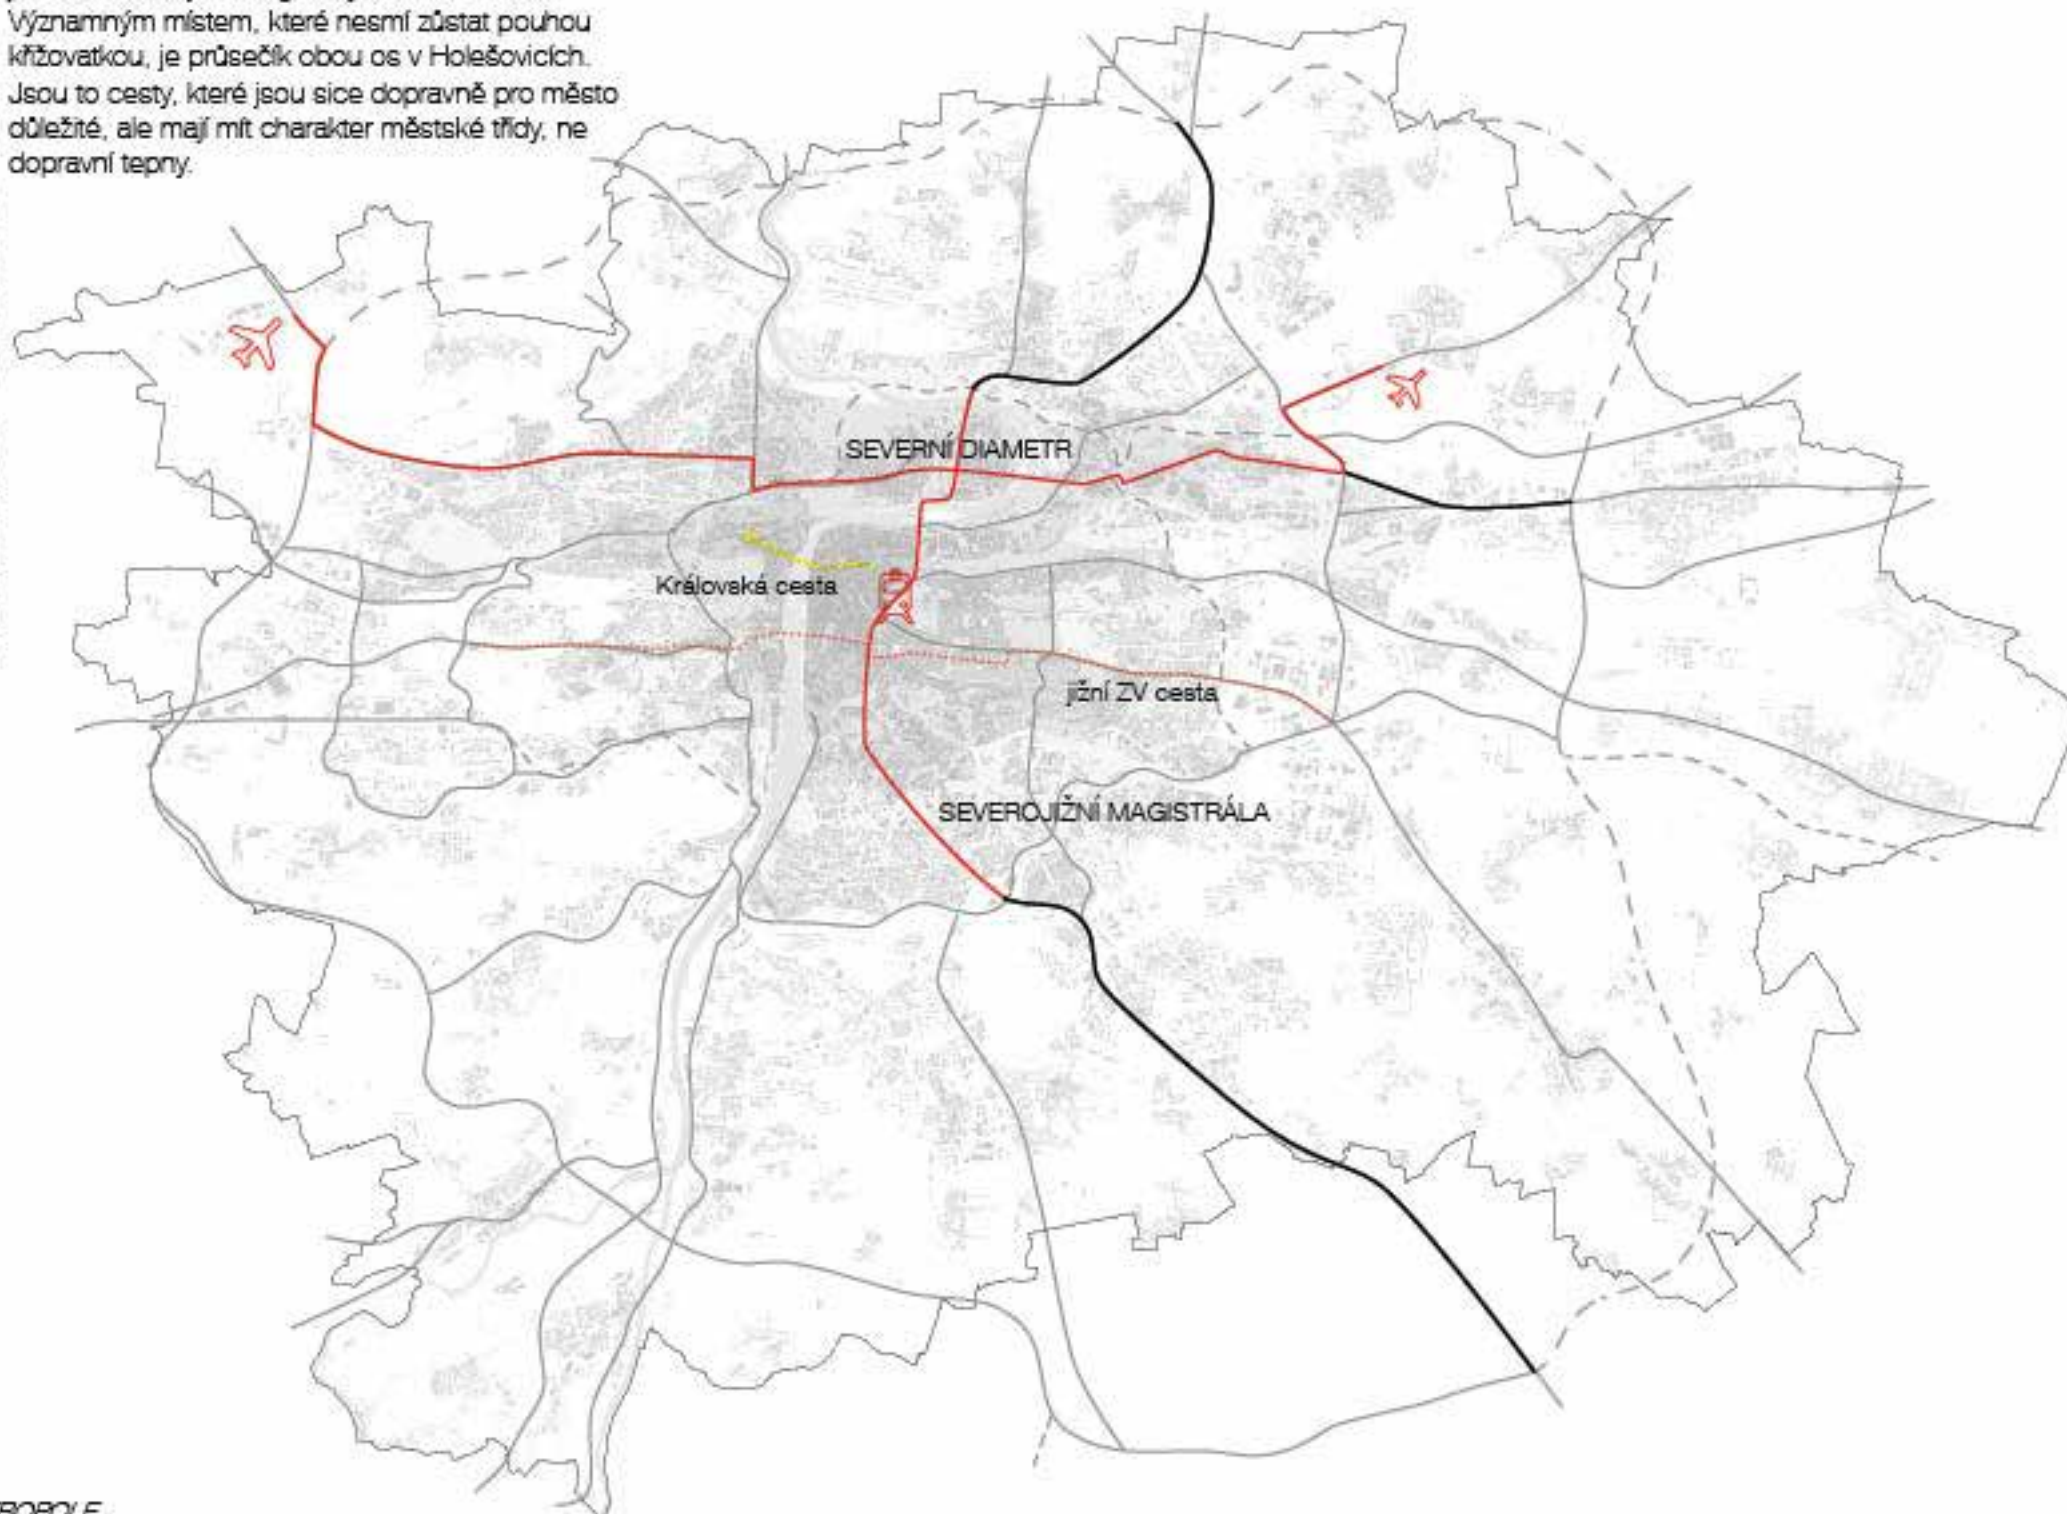 Významným místem, které nesmí zůstat pouhou
křižovatkou, je průsečík obou os v Holešovicích.
Jsou to cesty, které jsou sice dopravně pro město
důležité, ale mají mít charakter městské třídy, ne
dopravní tepny.
SEVERNÍ DIAMETR
Královská cesta
jižní ZV cesta
SEVEROJIŽNÍ MAGISTRÁLA